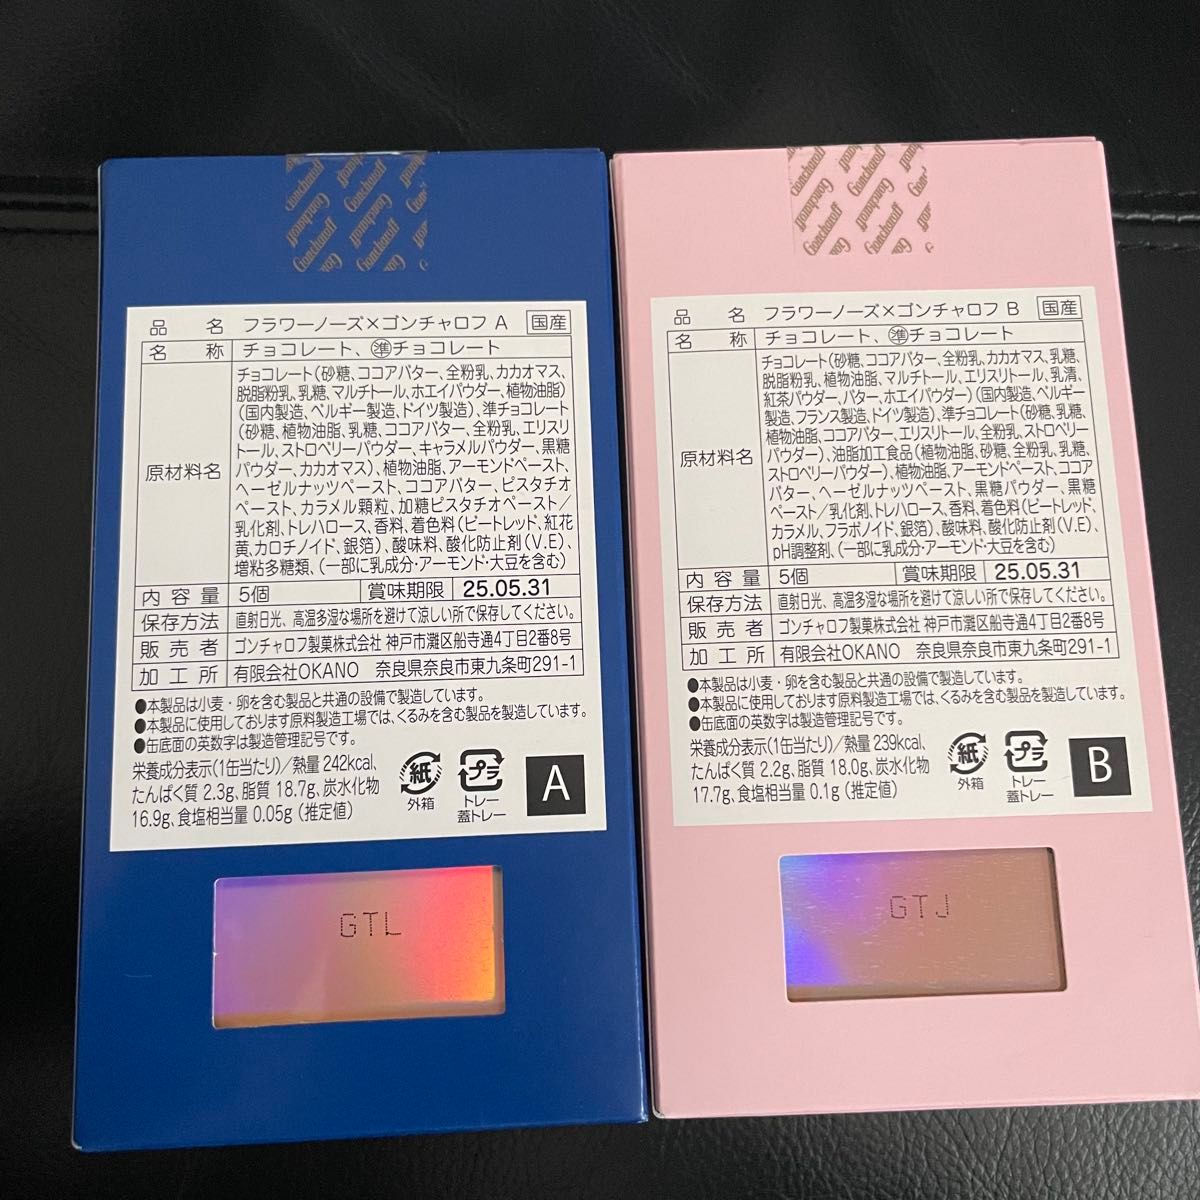 Goncharoff
品名 フラワーノーズ×ゴンチャロフ A 国産
名称 チョコレート、準チョコレート
原材料名
チョコレート(砂糖、ココアバター、全粉乳、カカオマス、
脱脂粉乳、乳糖、マルチトール、ホエイパウダー、植物油脂)
(国内製造、ベルギー製造、ドイツ製造)、準チョコレート
(砂糖、植物油脂、乳糖、ココアバター、全粉乳、エリスリ
トール、ストロベリーパウダー、キャラメルパウダー、黒糖
パウダー、カカオマス)、植物油脂、アーモンドペースト、
ヘーゼルナッツペースト、ココアバター、ピスタチオ
ペースト、カラメル顆粒、加糖ピスタチオペースト/
乳化剤、トレハロース、香料、着色料(ビートレッド、紅花
黄、カロチノイド、銀箔)、酸味料、酸化防止剤(V.E)、
増粘多糖類、(一部に乳成分・アーモンド・大豆を含む)
内容量 5個 賞味期限 25.05.31
保存方法 直射日光、高温多湿な場所を避けて涼しい所で保存してください。
販売者 ゴンチャロフ製菓株式会社 神戸市灘区船寺通4丁目2番8号
加工所 有限会社OKANO 奈良県奈良市東九条町291-1
●本製品は小麦・卵を含む製品と共通の設備で製造しています。
●本製品に使用しております原料製造工場では、くるみを含む製品を製造しています。
●缶底面の英数字は製造管理記号です。
栄養成分表示(1缶当たり)/熱量 242kcal、
たんぱく質 2.3g、脂質 18.7g、炭水化物
16.9g、食塩相当量 0.05g (推定値)
紙
外箱
プラ
トレー
蓋トレー
A
GTL
Goncharoff
品名 フラワーノーズ×ゴンチャロフ B 国産
名称 チョコレート、準チョコレート
原材料名
チョコレート(砂糖、ココアバター、全粉乳、カカオマス、乳糖、
脱脂粉乳、植物油脂、マルチトール、エリスリトール、乳清、
紅茶パウダー、バター、ホエイパウダー)(国内製造、ベルギー
製造、フランス製造、ドイツ製造)、準チョコレート(砂糖、乳糖、
植物油脂、ココアバター、エリスリトール、全粉乳、ストロベリー
パウダー)、油脂加工食品(植物油脂、砂糖、全粉乳、乳糖、
ストロベリーパウダー)、植物油脂、アーモンドペースト、ココア
バター、ヘーゼルナッツペースト、黒糖パウダー、黒糖
ペースト/乳化剤、トレハロース、香料、着色料(ビートレッド、
カラメル、フラボノイド、銀箔)、酸味料、酸化防止剤(V.E)、
pH調整剤、(一部に乳成分・アーモンド・大豆を含む)
内容量 5個 賞味期限 25.05.31
保存方法 直射日光、高温多湿な場所を避けて涼しい所で保存してください。
販売者 ゴンチャロフ製菓株式会社 神戸市灘区船寺通4丁目2番8号
加工所 有限会社OKANO 奈良県奈良市東九条町291-1
●本製品は小麦・卵を含む製品と共通の設備で製造しています。
●本製品に使用しております原料製造工場では、くるみを含む製品を製造しています。
●缶底面の英数字は製造管理記号です。
栄養成分表示(1缶当たり)/熱量 239kcal、
たんぱく質 2.2g、脂質 18.0g、炭水化物
17.7g、食塩相当量 0.1g (推定値)
紙
外箱
プラ
トレー
蓋トレー
B
GTJ